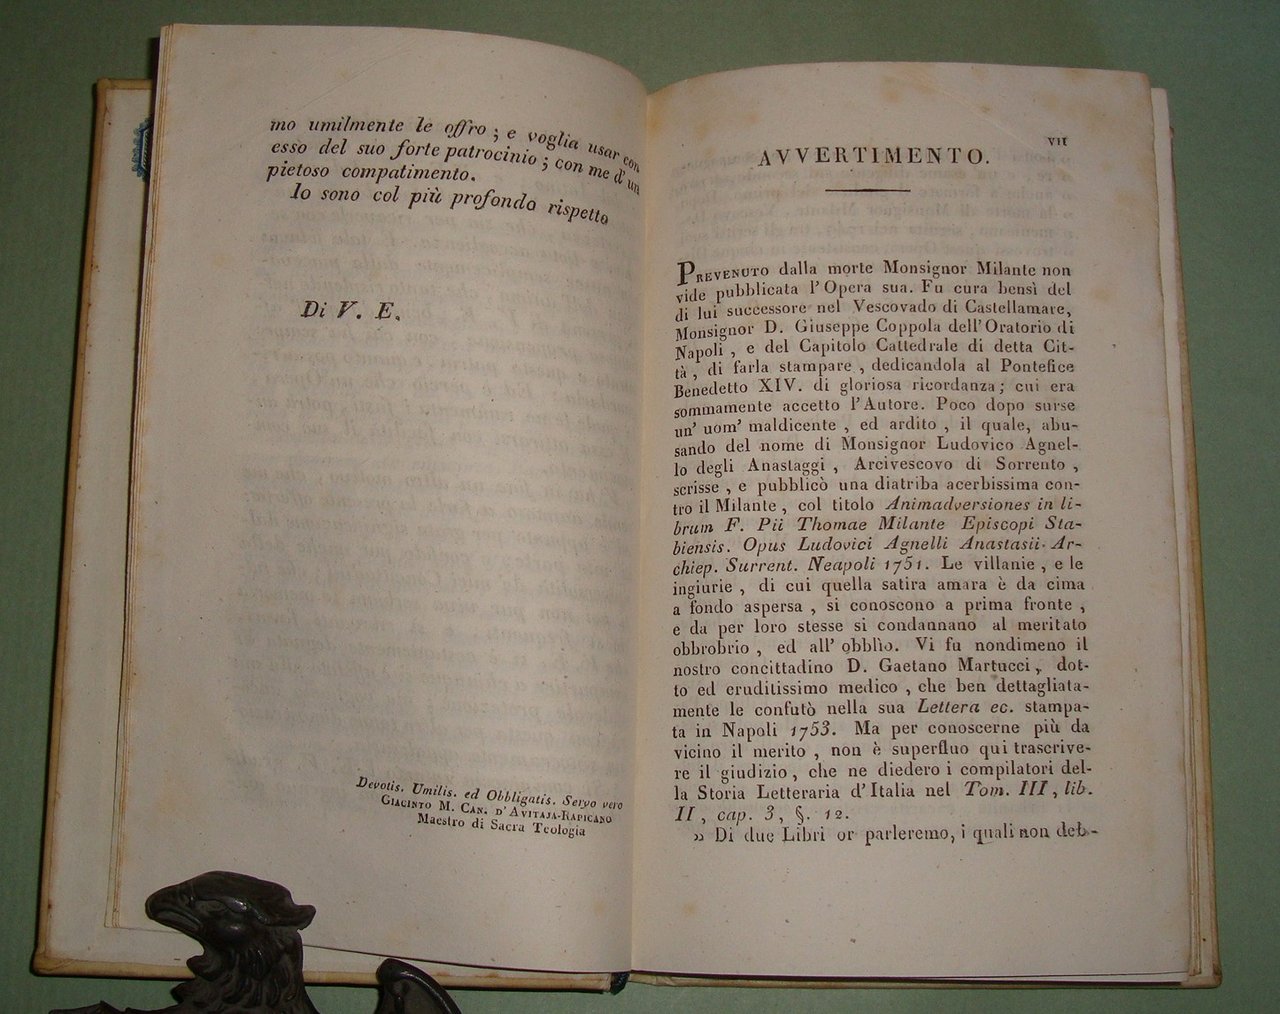 mo umilmente le offro ; e voglia usar con
esso del suo forte patrocinio ; con me d' un
pietoso compatimento.
Io sono col più profondo rispetto
Di V. E.
Devotis. Umilis. ed Obbligatis. Servo vero
GIACINTO M. CAN. D'AVITAJA-RAPICANO
Maestro di Sacra Teologia
VII
AVVERTIMENTO.
PREVENUTO dalla morte Monsignor Milante non
vide pubblicata l'Opera sua. Fu cura bensì del
di lui successore nel Vescovado di Castellamare,
Monsignor D. Giuseppe Coppola dell'Oratorio di
Napoli , e del Capitolo Cattedrale di detta Cit-
tà , di farla stampare , dedicandola al Pontefice
Benedetto XIV. di gloriosa ricordanza ; cui era
sommamente accetto l'Autore. Poco dopo surse
un' uom' maldicente , ed ardito , il quale, abu-
sando del nome di Monsignor Ludovico Agnel-
lo degli Anastaggi , Arcivescovo di Sorrento ,
scrisse , e pubblicò una diatriba acerbissima con-
tro il Milante , col titolo Animadversiones in li-
brum F. Pii Thomae Milante Episcopi Sta-
biensis. Opus Ludovici Agnelli Anastasii Ar-
chiep. Surrent. Neapoli 1751. Le villanie , e le
ingiurie , di cui quella satira amara è da cima
a fondo aspersa , si conoscono a prima fronte ,
e da per loro stesse si condannano al meritato
obbrobrio , ed all' obblìo. Vi fu nondimeno il
nostro concittadino D. Gaetano Martucci , dot-
to ed eruditissimo medico , che ben dettagliata-
mente le confutò nella sua Lettera ec. stampa-
ta in Napoli 1753. Ma per conoscerne più da
vicino il merito , non è superfluo qui trascrive-
re il giudizio , che ne diedero i compilatori del-
la Storia Letteraria d'Italia nel Tom. III , lib.
II , cap. 3 , §. 12.
» Di due Libri or parleremo, i quali non deb-